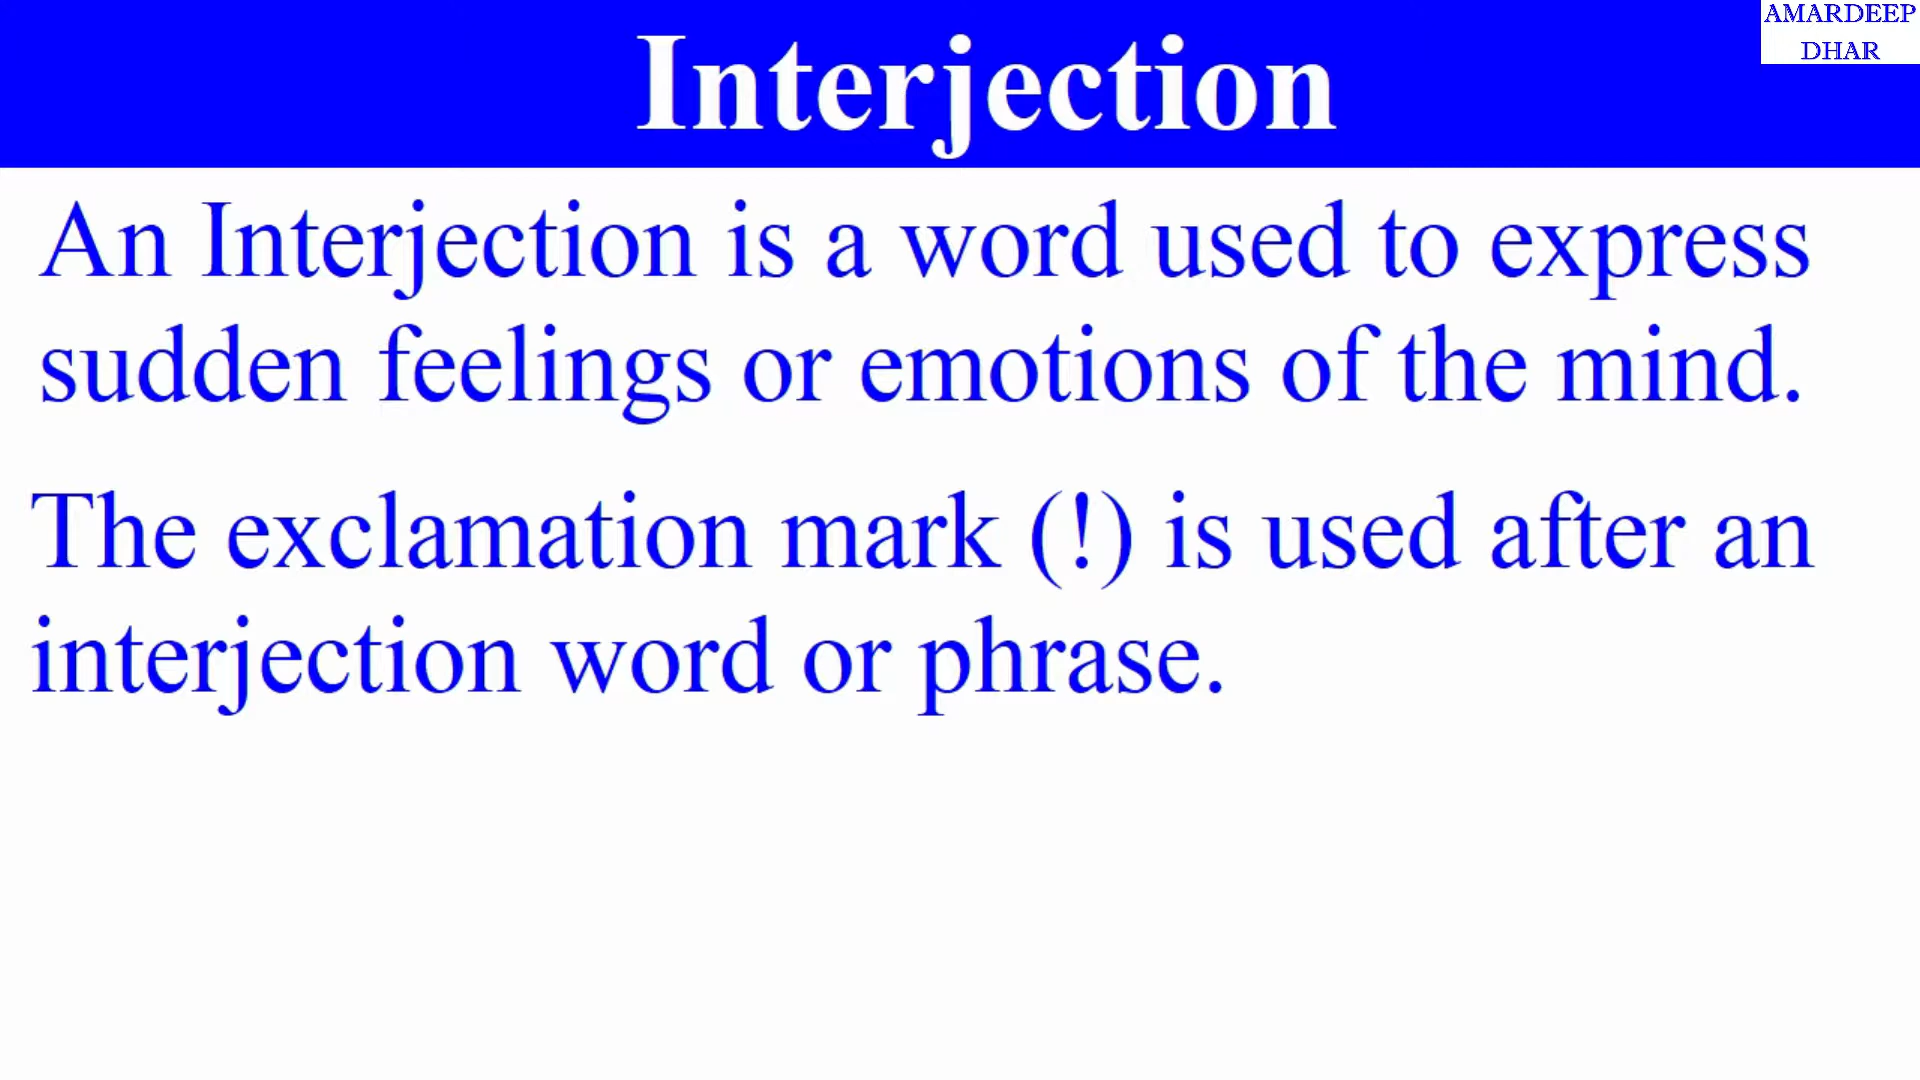 Interjection
AMARDEEP
DHAR
An Interjection is a word used to express
sudden feelings or emotions of the mind.
The exclamation mark (!) is used after an
interjection word or phrase.